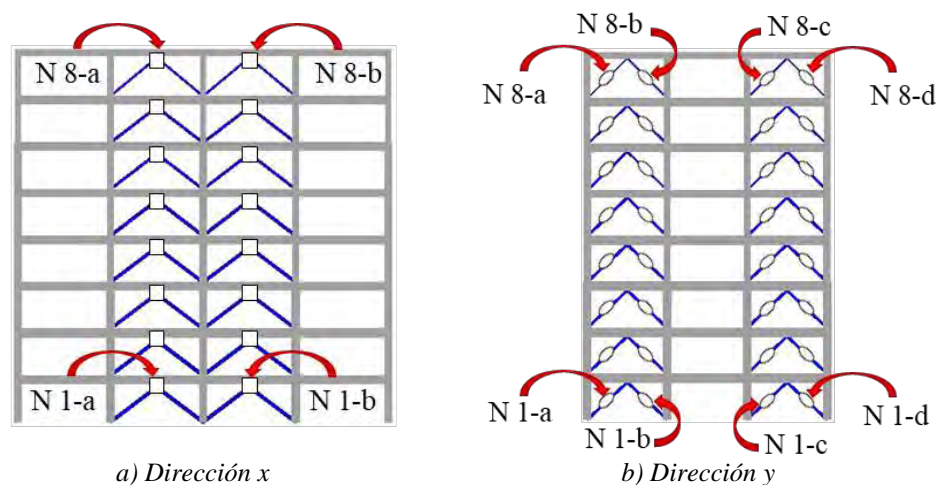 N 8-a
N 8-b
N 1-a
N 1-b
a) Dirección x
N 8-b
N 8-c
N 8-a
N 8-d
N 1-a
N 1-d
N 1-b
N 1-c
b) Dirección y